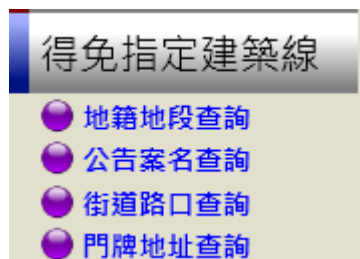 得免指定建築線
地籍地段查詢
公告案名查詢
街道路口查詢
門牌地址查詢